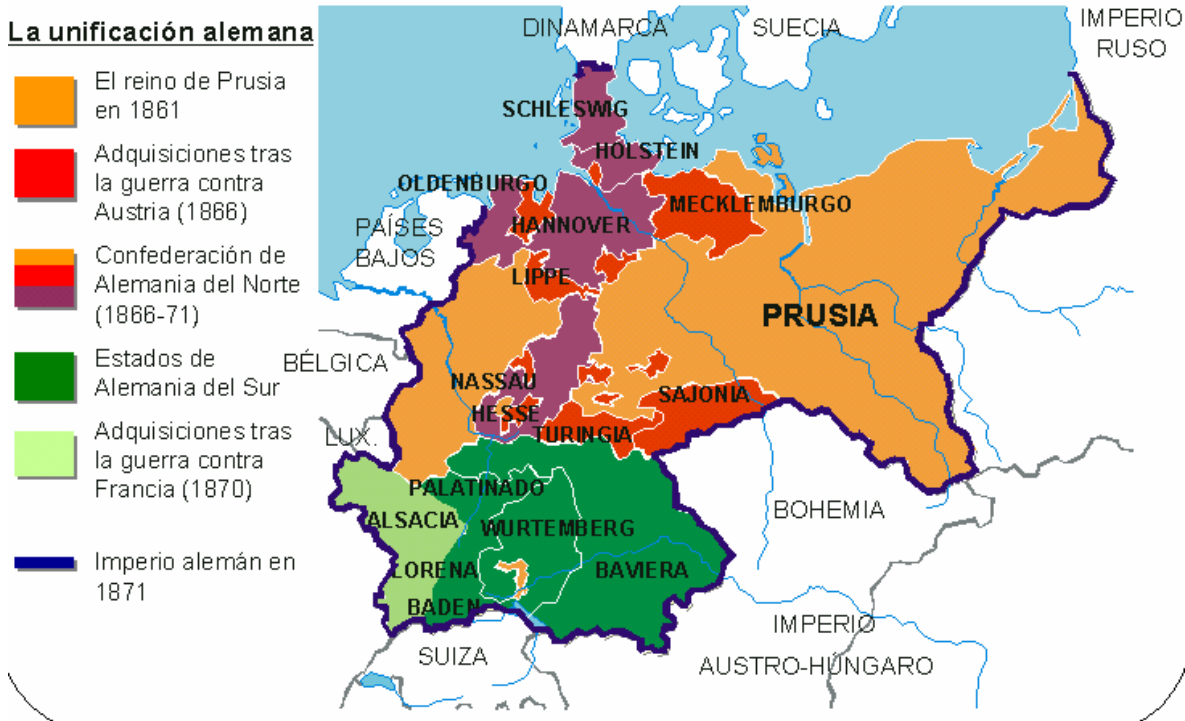 La unificación alemana
El reino de Prusia
en 1861
Adquisiciones tras
la guerra contra
Austria (1866)
Confederación de
Alemania del Norte
(1866-71)
Estados de
Alemania del Sur
Adquisiciones tras
la guerra contra
Francia (1870)
Imperio alemán en
1871
DINAMARCA
SUECIA
IMPERIO
RUSO
SCHLESWIG
HOLSTEIN
OLDENBURGO
MECKLEMBURGO
HANNOVER
PAÍSES
BAJOS
LIPPE
PRUSIA
BÉLGICA
NASSAU
SAJONIA
HESSE
TURINGIA
LUX.
PALATINADO
ALSACIA
WURTEMBERG
BOHEMIA
LORENA
BAVIERA
BADEN
IMPERIO
AUSTRO-HÚNGARO
SUIZA